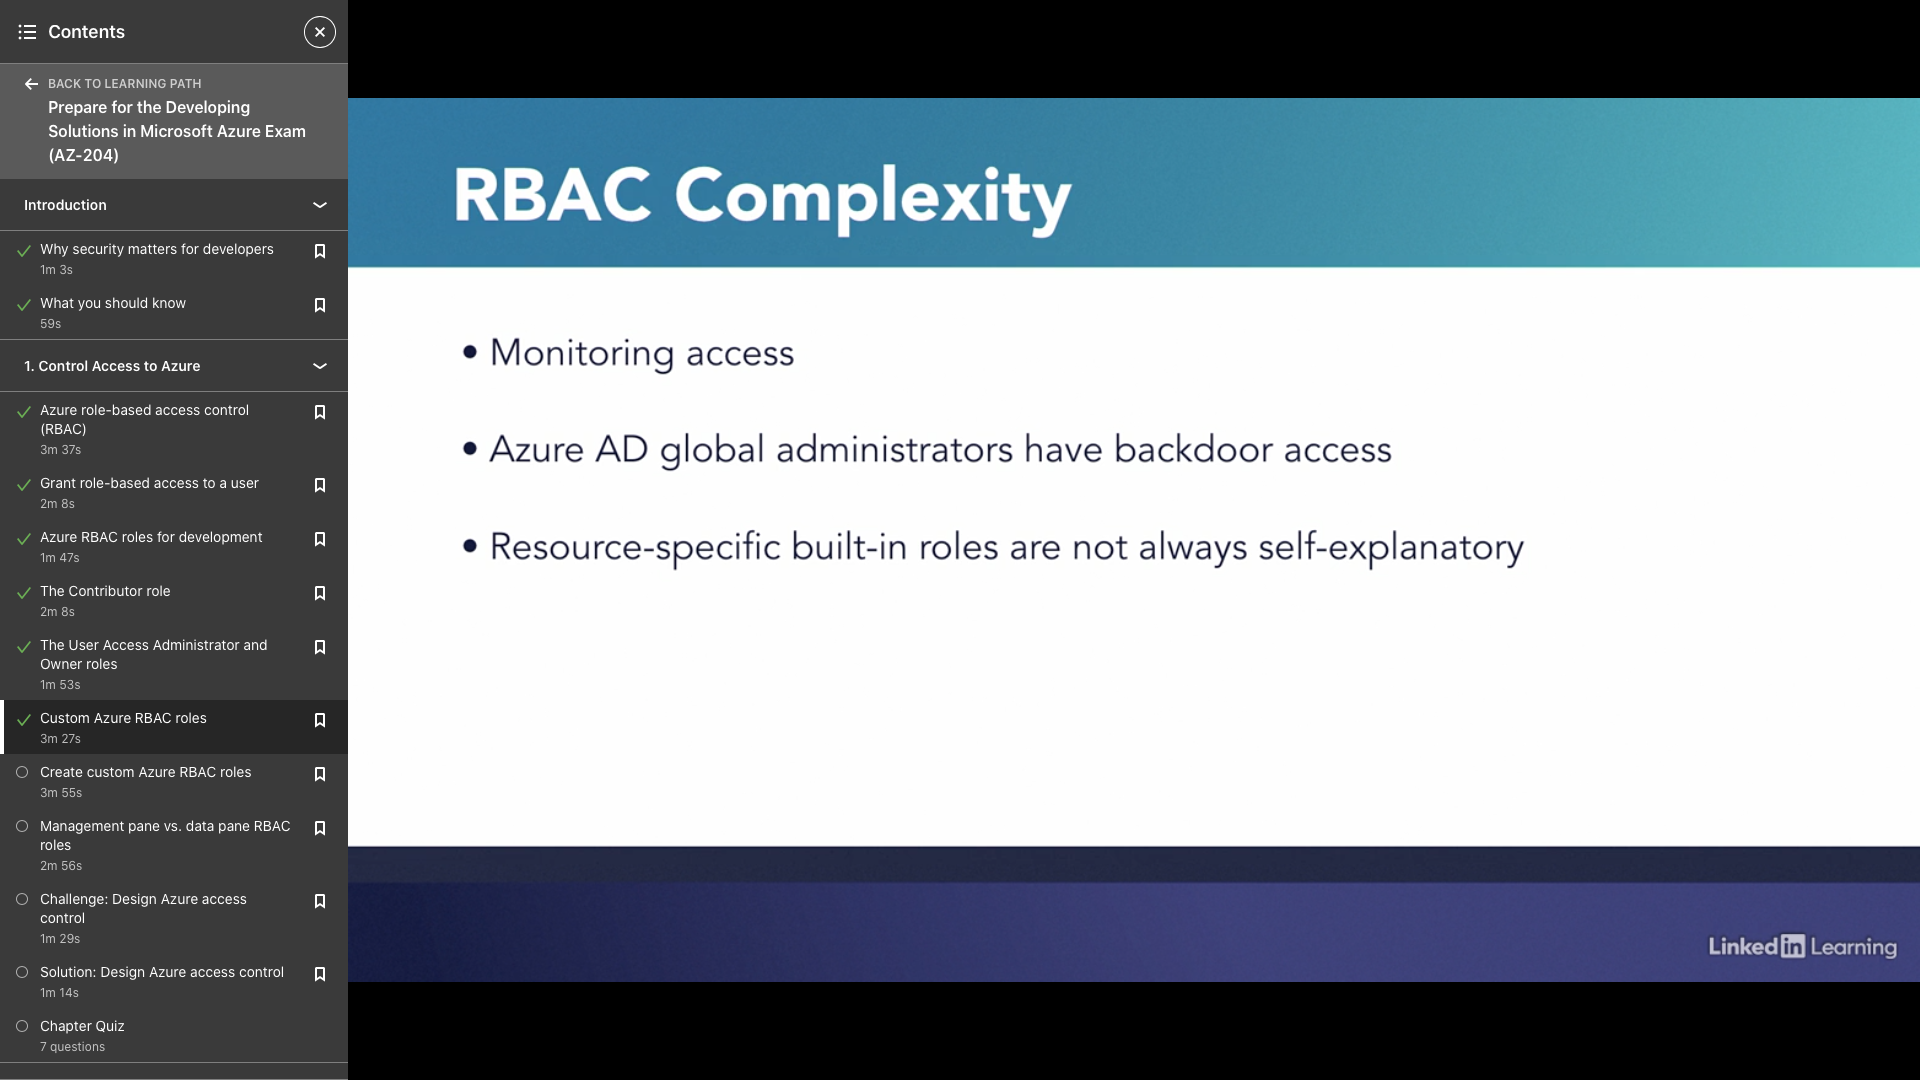 Contents
BACK TO LEARNING PATH
Prepare for the Developing
Solutions in Microsoft Azure Exam
(AZ-204)
Introduction
Why security matters for developers
1m 3s
What you should know
59s
1. Control Access to Azure
Azure role-based access control
(RBAC)
3m 37s
Grant role-based access to a user
2m 8s
Azure RBAC roles for development
1m 47s
The Contributor role
2m 8s
The User Access Administrator and
Owner roles
1m 53s
Custom Azure RBAC roles
3m 27s
Create custom Azure RBAC roles
3m 55s
Management pane vs. data pane RBAC
roles
2m 56s
Challenge: Design Azure access
control
1m 29s
Solution: Design Azure access control
1m 14s
Chapter Quiz
7 questions
RBAC Complexity
• Monitoring access
• Azure AD global administrators have backdoor access
• Resource-specific built-in roles are not always self-explanatory
LinkedIn Learning